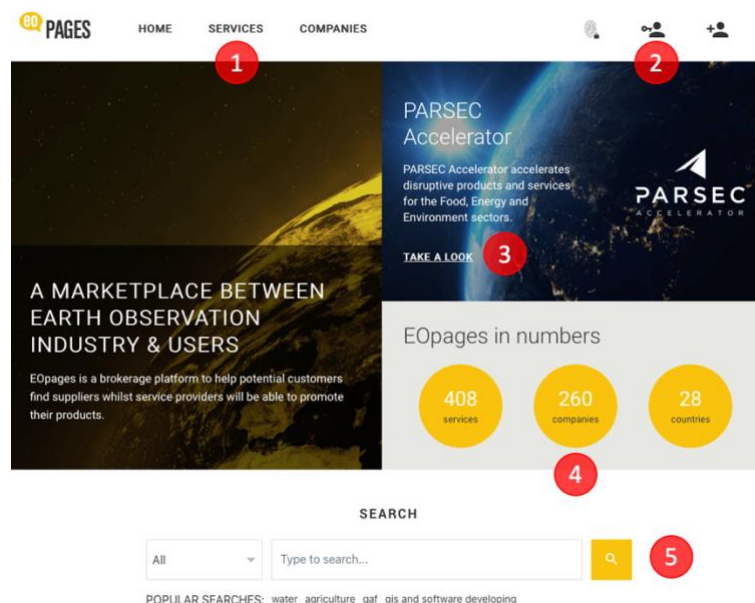 eo PAGES
HOME SERVICES COMPANIES
1
2
PARSEC
Accelerator
PARSEC Accelerator accelerates
disruptive products and services
for the Food, Energy and
Environment sectors.
TAKE A LOOK
3
PARSEC
ACCELERATOR
A MARKETPLACE BETWEEN
EARTH OBSERVATION
INDUSTRY & USERS
EOpages is a brokerage platform to help potential customers
find suppliers whilst service providers will be able to promote
their products.
EOpages in numbers
408
services
260
companies
28
countries
4
SEARCH
All
Type to search...
5
POPULAR SEARCHES: water agriculture gaf gis and software developing